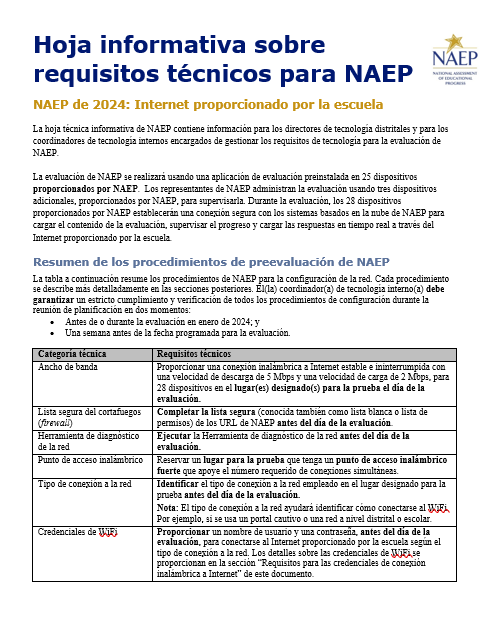 Hoja informativa sobre
requisitos técnicos para NAEP
NAEP
NATIONAL ASSESSMENT
OF EDUCATIONAL
PROGRESS
NAEP de 2024: Internet proporcionado por la escuela
La hoja técnica informativa de NAEP contiene información para los directores de tecnología distritales y para los
coordinadores de tecnología internos encargados de gestionar los requisitos de tecnología para la evaluación de
NAEP.
La evaluación de NAEP se realizará usando una aplicación de evaluación preinstalada en 25 dispositivos
proporcionados por NAEP. Los representantes de NAEP administran la evaluación usando tres dispositivos
adicionales, proporcionados por NAEP, para supervisarla. Durante la evaluación, los 28 dispositivos
proporcionados por NAEP establecerán una conexión segura con los sistemas basados en la nube de NAEP para
cargar el contenido de la evaluación, supervisar el progreso y cargar las respuestas en tiempo real a través del
Internet proporcionado por la escuela.
Resumen de los procedimientos de preevaluación de NAEP
La tabla a continuación resume los procedimientos de NAEP para la configuración de la red. Cada procedimiento
se describe más detalladamente en las secciones posteriores. El(la) coordinador(a) de tecnología interno(a) debe
garantizar un estricto cumplimiento y verificación de todos los procedimientos de configuración durante la
reunión de planificación en dos momentos:
• Antes de o durante la evaluación en enero de 2024; y
• Una semana antes de la fecha programada para la evaluación.
Categoría técnica
Requisitos técnicos
Ancho de banda
Proporcionar una conexión inalámbrica a Internet estable e ininterrumpida con
una velocidad de descarga de 5 Mbps y una velocidad de carga de 2 Mbps, para
28 dispositivos en el lugar(es) designado(s) para la prueba el día de la
evaluación.
Lista segura del cortafuegos
(firewall)
Completar la lista segura (conocida también como lista blanca o lista de
permisos) de los URL de NAEP antes del día de la evaluación.
Herramienta de diagnóstico
de la red
Ejecutar la Herramienta de diagnóstico de la red antes del día de la
evaluación.
Punto de acceso inalámbrico
Reservar un lugar para la prueba que tenga un punto de acceso inalámbrico
fuerte que apoye el número requerido de conexiones simultáneas.
Tipo de conexión a la red
Identificar el tipo de conexión a la red empleado en el lugar designado para la
prueba antes del día de la evaluación.
Nota: El tipo de conexión a la red ayudará identificar cómo conectarse al WiFi.
Por ejemplo, si se usa un portal cautivo o una red a nivel distrital o escolar.
Credenciales de WiFi
Proporcionar un nombre de usuario y una contraseña, antes del día de la
evaluación, para conectarse al Internet proporcionado por la escuela según el
tipo de conexión a la red. Los detalles sobre las credenciales de WiFi se
proporcionan en la sección "Requisitos para las credenciales de conexión
inalámbrica a Internet" de este documento.